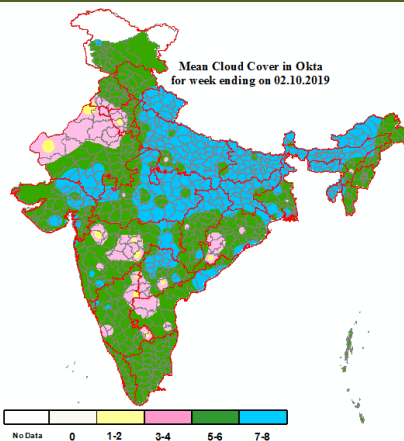 Mean Cloud Cover in Okta
for week ending on 02.10.2019
No Data 0 1-2 3-4 5-6 7-8